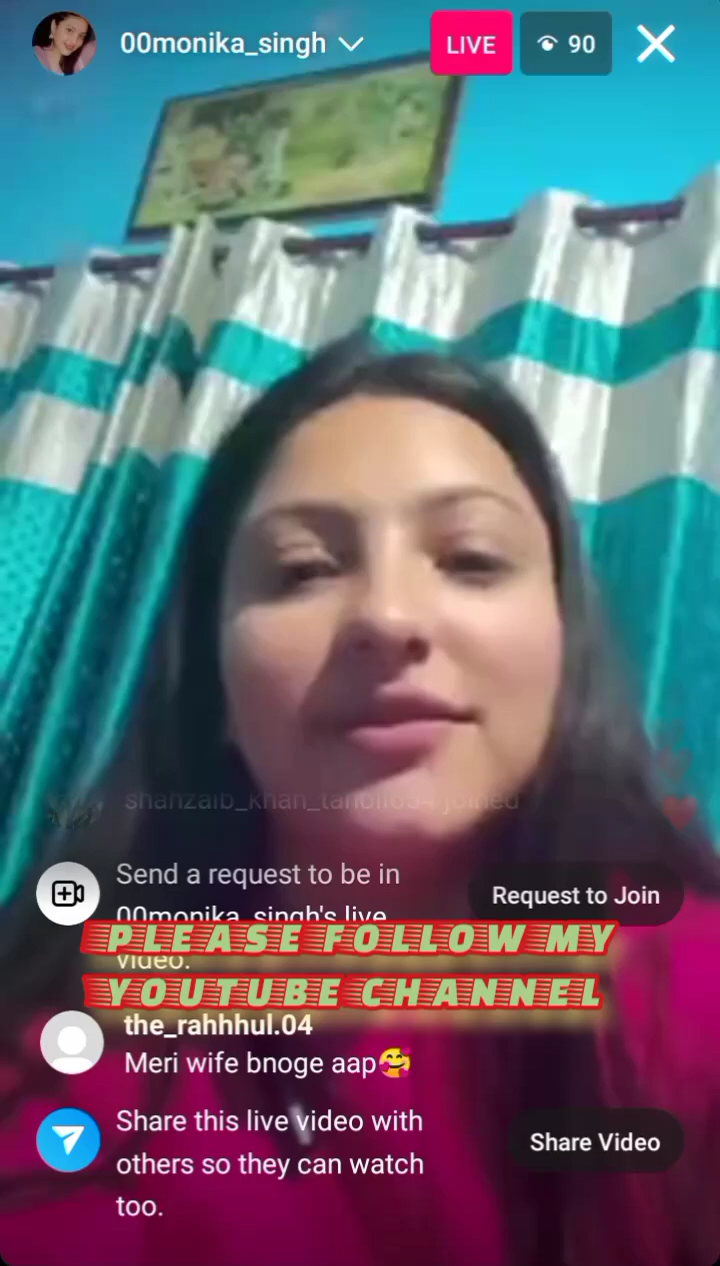 00monika_singh
LIVE
90
joined
Send a request to be in
00monika_singh's live
video.
Request to Join
PLEASE FOLLOW MY
YOUTUBE CHANNEL
the_rahhhul.04
Meri wife bnoge aap🥰
Share this live video with
others so they can watch
too.
Share Video